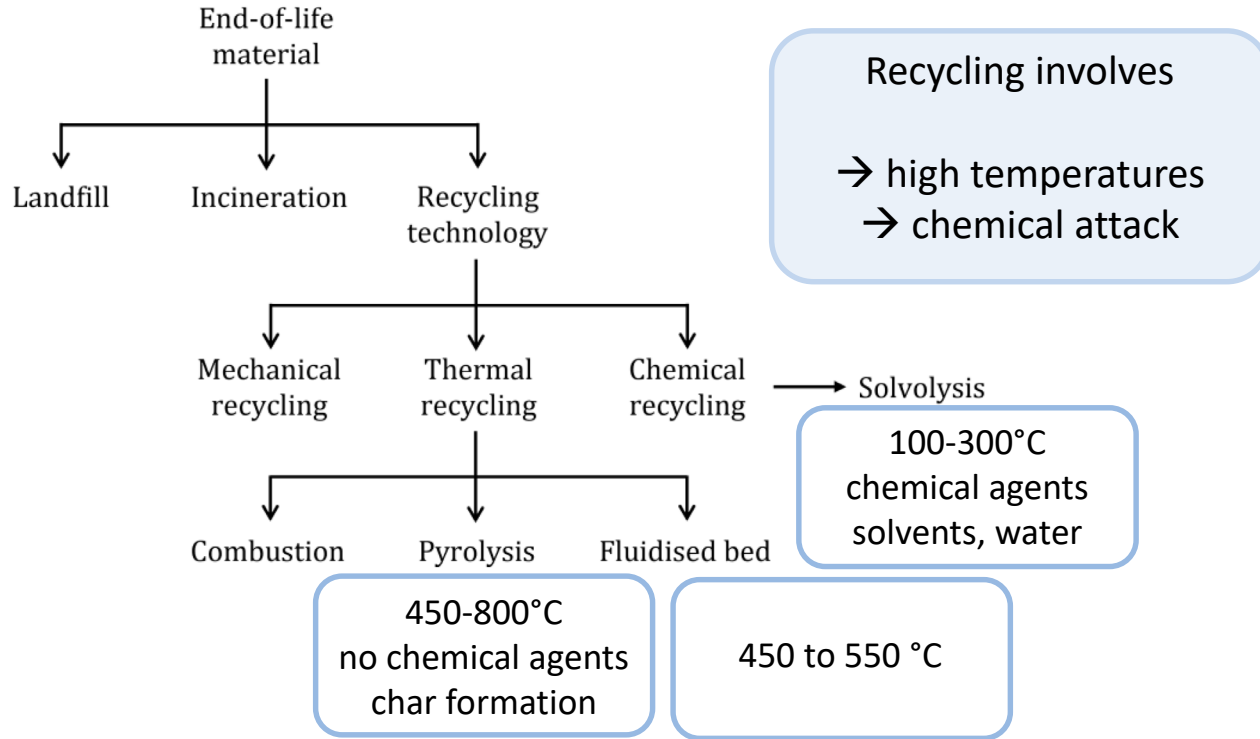 End-of-life
material
Recycling involves
→ high temperatures
→ chemical attack
Landfill
Incineration
Recycling
technology
Mechanical
recycling
Thermal
recycling
Chemical
recycling
Solvolysis
100-300°C
chemical agents
solvents, water
Combustion
Pyrolysis
Fluidised bed
450-800°C
no chemical agents
char formation
450 to 550 °C